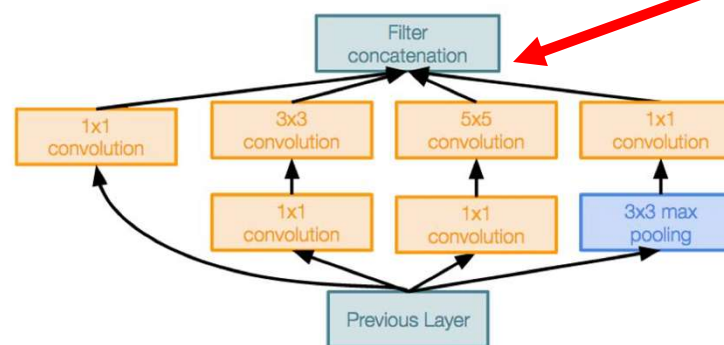 Filter
concatenation
1x1
convolution
3x3
convolution
5x5
convolution
1x1
convolution
1x1
convolution
1x1
convolution
3x3 max
pooling
Previous Layer